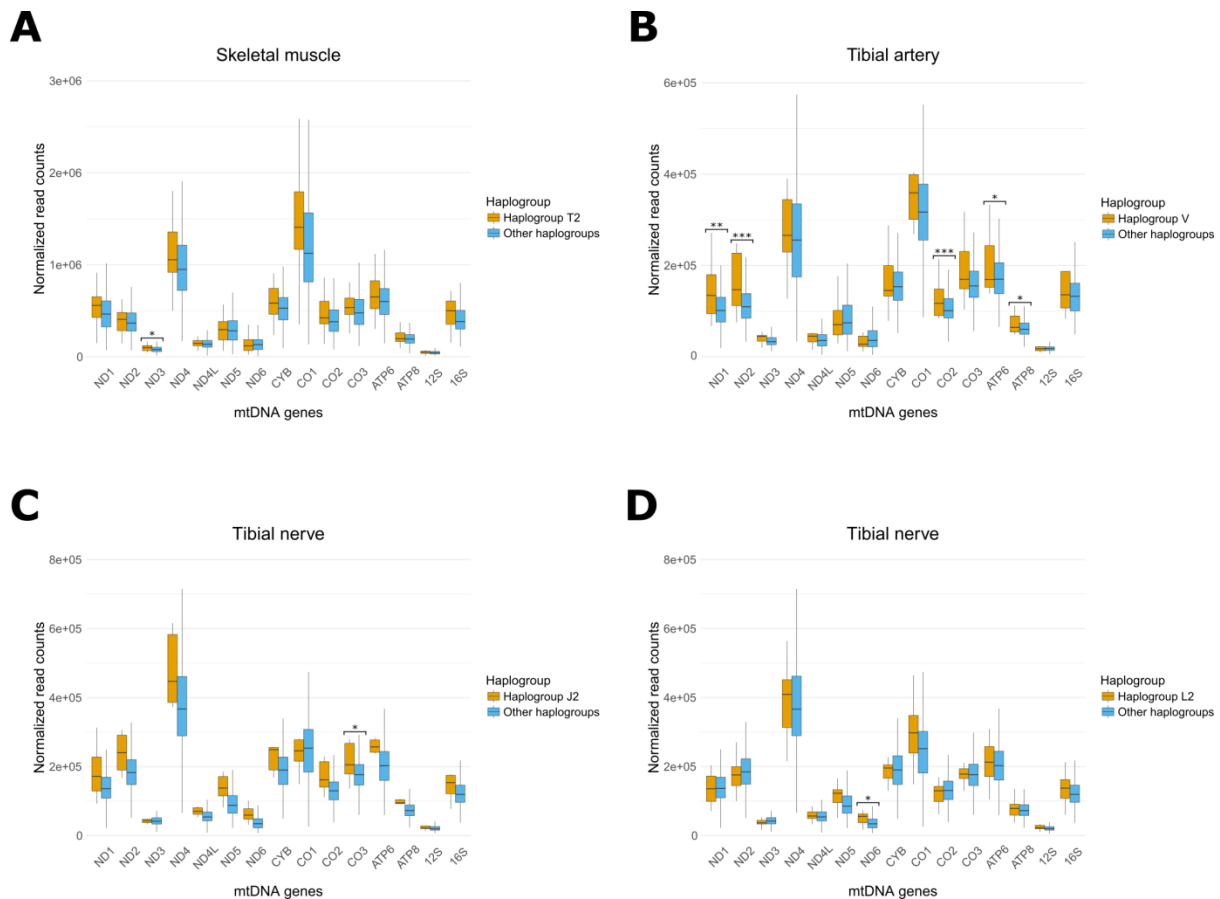 A
Skeletal muscle
3e+06
2e+06
1e+06
0
Normalized read counts
*
ND1 ND2 ND3 ND4 ND4L ND5 ND6 CYB CO1 CO2 CO3 ATP6 ATP8 12S 16S
mtDNA genes
Haplogroup
Haplogroup T2
Other haplogroups
B
Tibial artery
6e+05
4e+05
2e+05
0
Normalized read counts
** *** *** * *
ND1 ND2 ND3 ND4 ND4L ND5 ND6 CYB CO1 CO2 CO3 ATP6 ATP8 12S 16S
mtDNA genes
Haplogroup
Haplogroup V
Other haplogroups
C
Tibial nerve
8e+05
6e+05
4e+05
2e+05
0
Normalized read counts
*
ND1 ND2 ND3 ND4 ND4L ND5 ND6 CYB CO1 CO2 CO3 ATP6 ATP8 12S 16S
mtDNA genes
Haplogroup
Haplogroup J2
Other haplogroups
D
Tibial nerve
8e+05
6e+05
4e+05
2e+05
0
Normalized read counts
*
ND1 ND2 ND3 ND4 ND4L ND5 ND6 CYB CO1 CO2 CO3 ATP6 ATP8 12S 16S
mtDNA genes
Haplogroup
Haplogroup L2
Other haplogroups